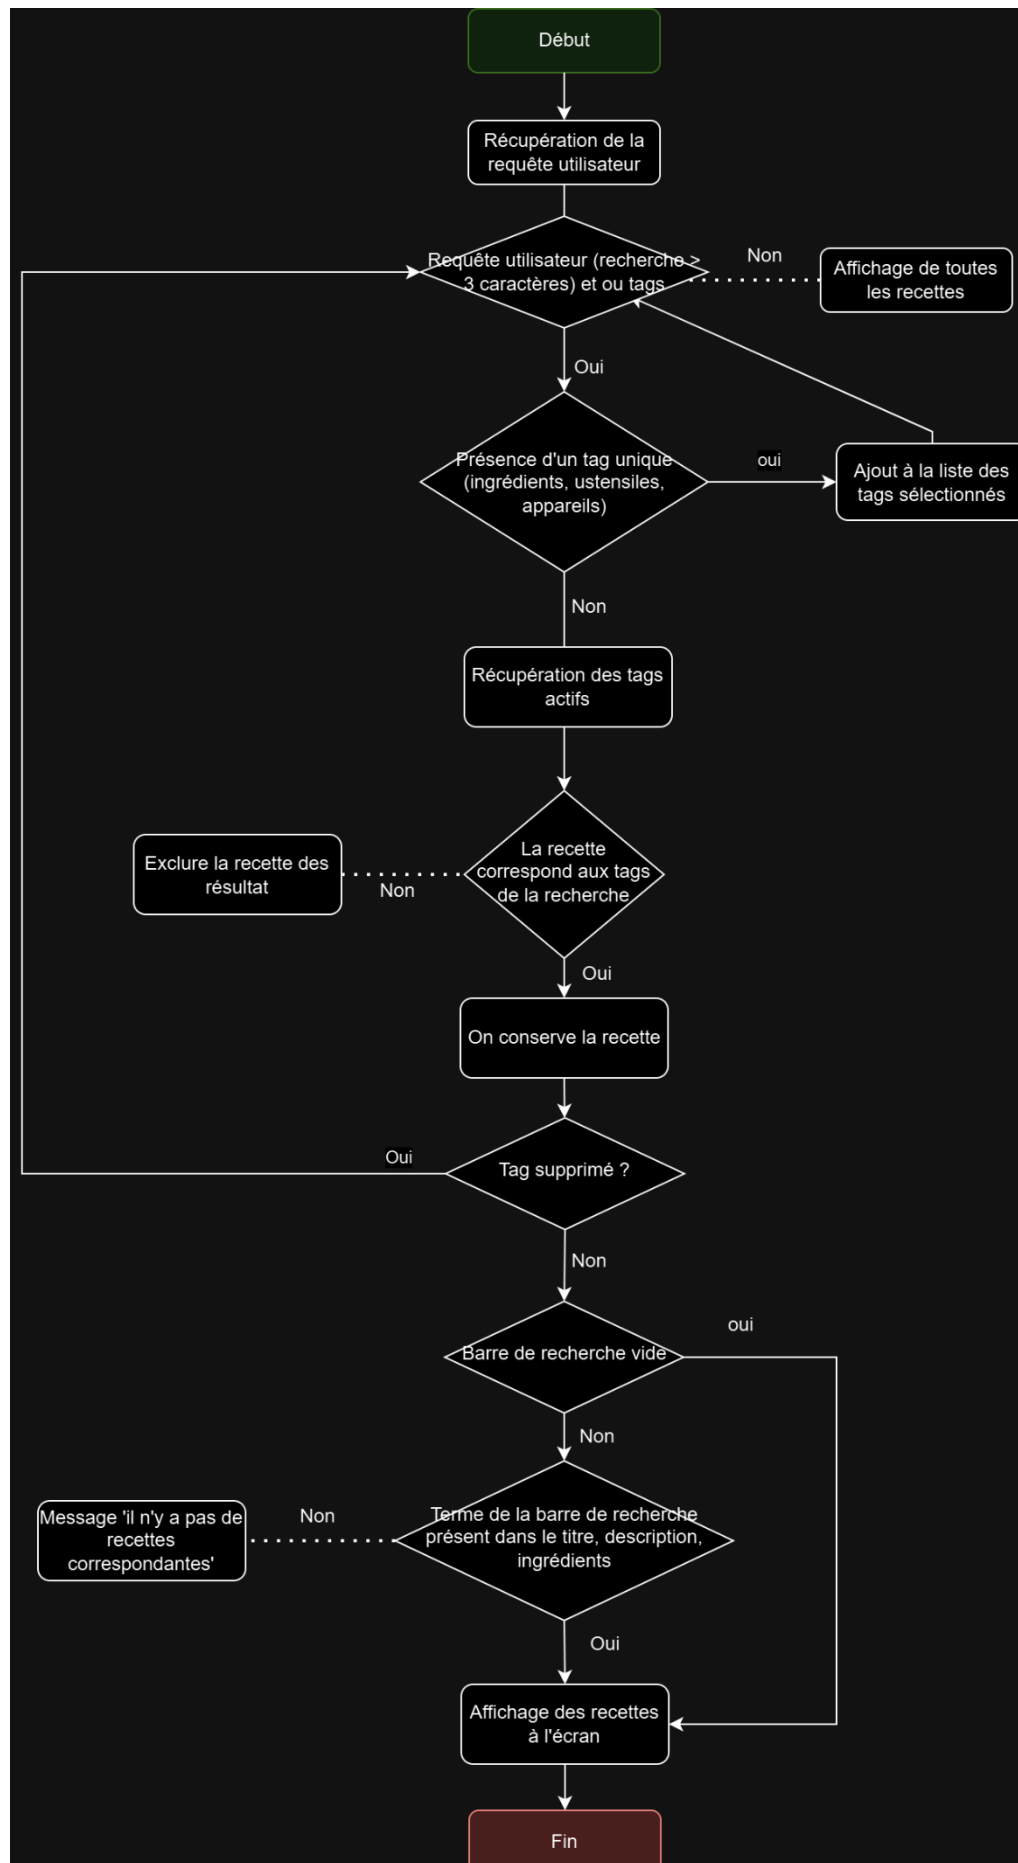 Début
Récupération de la
requête utilisateur
Requête utilisateur (recherche >
3 caractères) et ou tags
Non
Affichage de toutes
les recettes
Oui
Présence d'un tag unique
(ingrédients, ustensiles,
appareils)
oui
Ajout à la liste des
tags sélectionnés
Non
Récupération des tags
actifs
La recette
correspond aux tags
de la recherche
Non
Exclure la recette des
résultat
Oui
On conserve la recette
Tag supprimé ?
Oui
Non
Barre de recherche vide
oui
Non
Terme de la barre de recherche
présent dans le titre, description,
ingrédients
Non
Message 'il n'y a pas de
recettes
correspondantes'
Oui
Affichage des recettes
à l'écran
Fin